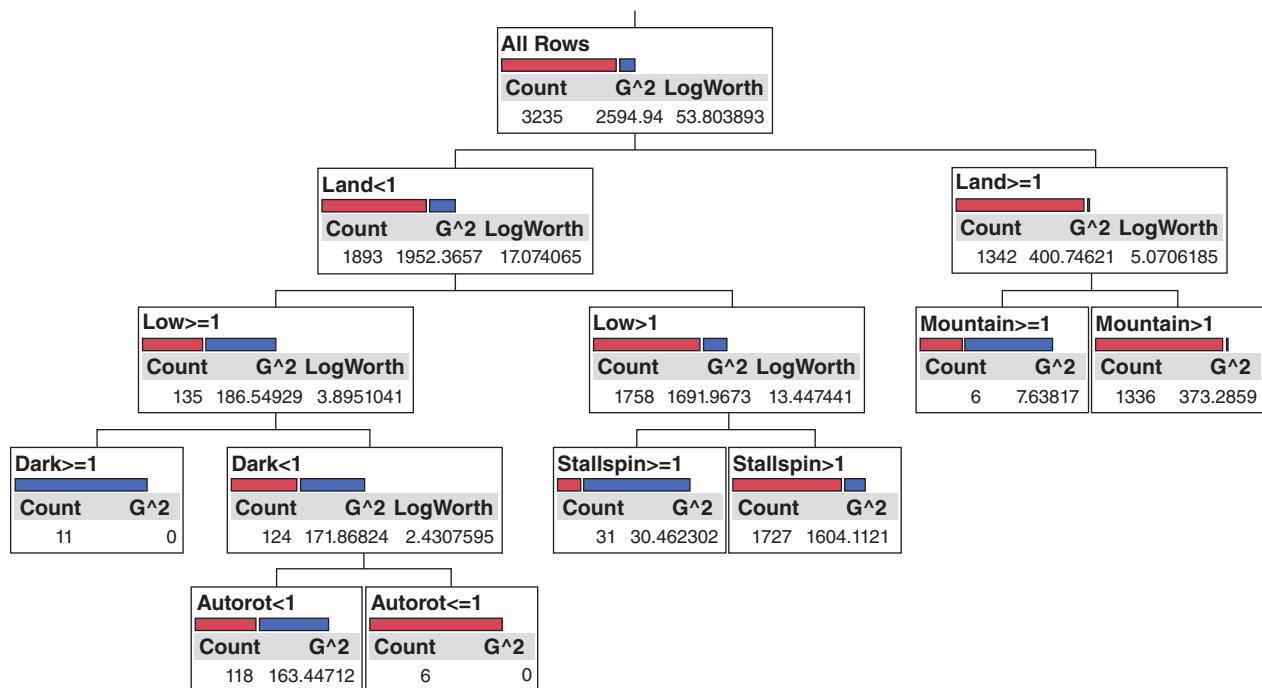 All Rows
Count G^2 LogWorth
3235 2594.94 53.803893
Land<1
Count G^2 LogWorth
1893 1952.3657 17.074065
Land>=1
Count G^2 LogWorth
1342 400.74621 5.0706185
Low>=1
Count G^2 LogWorth
135 186.54929 3.8951041
Low>1
Count G^2 LogWorth
1758 1691.9673 13.447441
Mountain>=1
Count G^2
6 7.63817
Mountain>1
Count G^2
1336 373.2859
Dark>=1
Count G^2
11 0
Dark<1
Count G^2 LogWorth
124 171.86824 2.4307595
Stallspin>=1
Count G^2
31 30.462302
Stallspin>1
Count G^2
1727 1604.1121
Autorot<1
Count G^2
118 163.44712
Autorot<=1
Count G^2
6 0